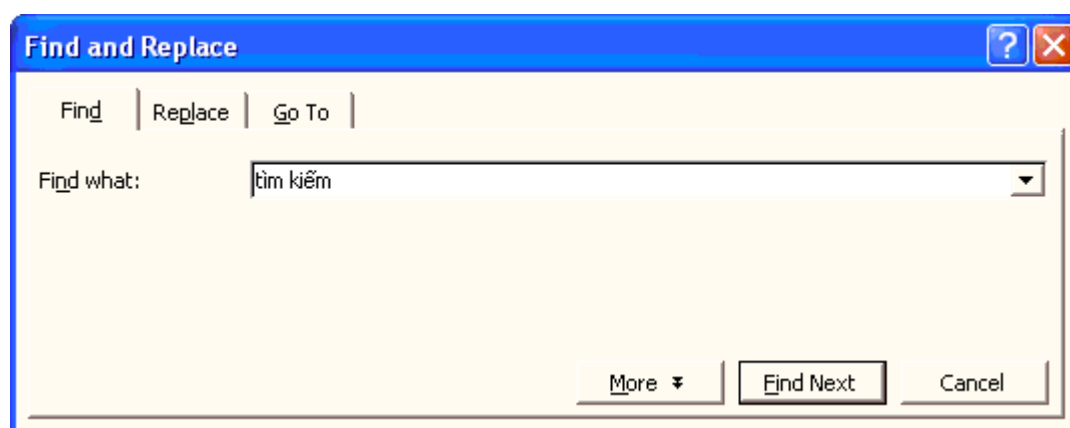 Find and Replace
Find Replace Go To
Find what: tìm kiếm
More Find Next Cancel